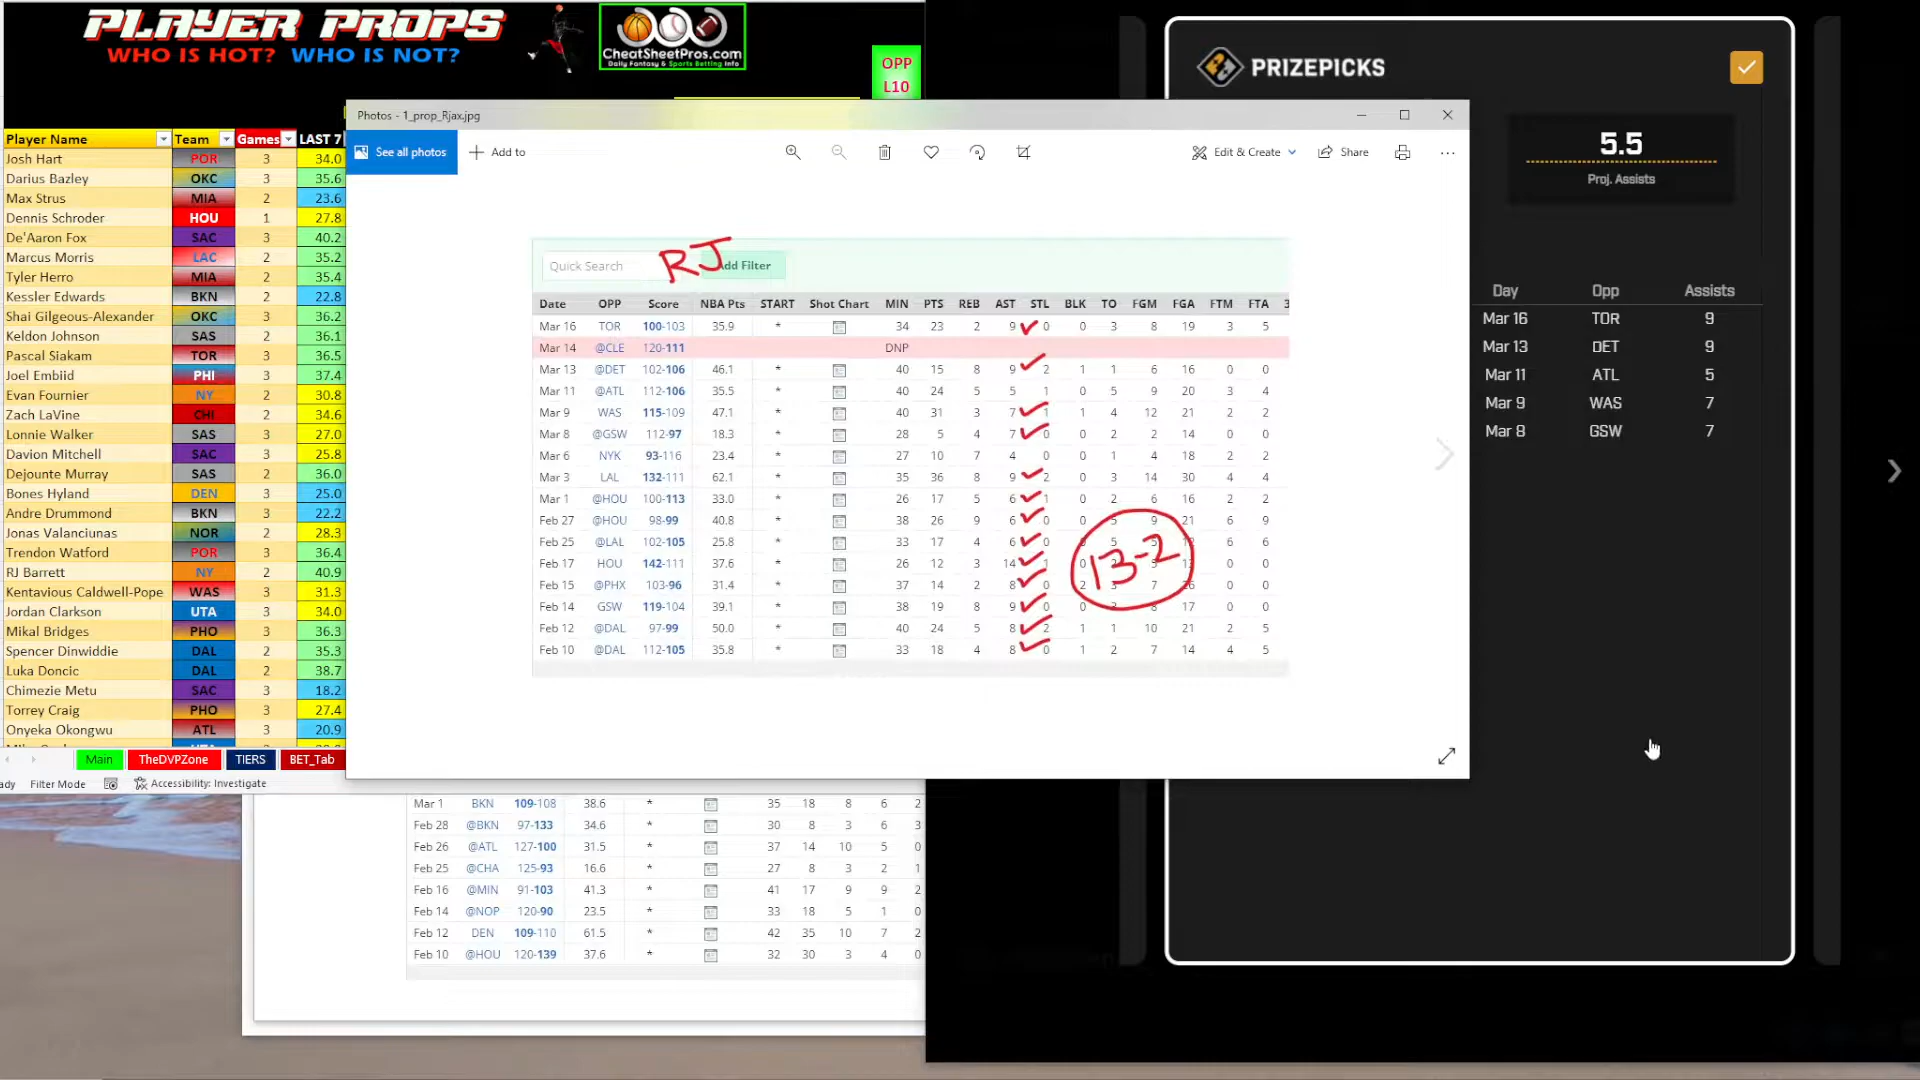 PLAYER PROPS
WHO IS HOT? WHO IS NOT?
CheatSheetPros.com
Daily Fantasy & Sports Betting Info
OPP
L10
Player Name Team Games LAST 7
Josh Hart POR 3 34.0
Darius Bazley OKC 3 35.6
Max Strus MIA 2 23.6
Dennis Schroder HOU 1 27.8
De'Aaron Fox SAC 3 40.2
Marcus Morris LAC 2 35.2
Tyler Herro MIA 2 35.4
Kessler Edwards BKN 2 22.8
Shai Gilgeous-Alexander OKC 3 36.2
Keldon Johnson SAS 2 36.1
Pascal Siakam TOR 3 36.5
Joel Embiid PHI 3 37.4
Evan Fournier NY 2 30.8
Zach LaVine CHI 2 34.6
Lonnie Walker SAS 3 27.0
Davion Mitchell SAC 3 25.8
Dejounte Murray SAS 2 36.0
Bones Hyland DEN 3 25.0
Andre Drummond BKN 3 22.2
Jonas Valanciunas NOR 2 28.3
Trendon Watford POR 3 36.4
RJ Barrett NY 2 40.9
Kentavious Caldwell-Pope WAS 3 31.3
Jordan Clarkson UTA 3 34.0
Mikal Bridges PHO 3 36.3
Spencer Dinwiddie DAL 2 35.3
Luka Doncic DAL 2 38.7
Chimezie Metu SAC 3 18.2
Torrey Craig PHO 3 27.4
Onyeka Okongwu ATL 3 20.9
Main TheDVPZone TIERS BET_Tab
Filter Mode Accessibility: Investigate
Photos - 1_prop_Rjax.jpg
See all photos Add to Edit & Create Share
Quick Search RJ Add Filter
Date OPP Score NBA Pts START Shot Chart MIN PTS REB AST STL BLK TO FGM FGA FTM FTA
Mar 16 TOR 100-103 35.9 * 34 23 2 9 0 0 3 8 19 3 5
Mar 14 @CLE 120-111 DNP
Mar 13 @DET 102-106 46.1 * 40 15 8 9 2 1 1 6 16 0 0
Mar 11 @ATL 112-106 35.5 * 40 24 5 5 1 0 5 9 20 3 4
Mar 9 WAS 115-109 47.1 * 40 31 3 7 1 1 4 12 21 2 2
Mar 8 @GSW 112-97 18.3 * 28 5 4 7 0 0 2 2 14 0 0
Mar 6 NYK 93-116 23.4 * 27 10 7 4 0 0 1 4 18 2 2
Mar 3 LAL 132-111 62.1 * 35 36 8 9 2 0 3 14 30 4 4
Mar 1 @HOU 100-113 33.0 * 26 17 5 6 1 0 2 6 16 2 2
Feb 27 @HOU 98-99 40.8 * 38 26 9 6 0 0 5 9 21 6 9
Feb 25 @LAL 102-105 25.8 * 33 17 4 6 0 5 6 6
Feb 17 HOU 142-111 37.6 * 26 12 3 14 1 0 0 0
Feb 15 @PHX 103-96 31.4 * 37 14 2 8 0 2 3 7 0 0
Feb 14 GSW 119-104 39.1 * 38 19 8 9 0 0 3 8 17 0 0
Feb 12 @DAL 97-99 50.0 * 40 24 5 8 2 1 1 10 21 2 5
Feb 10 @DAL 112-105 35.8 * 33 18 4 8 0 1 2 7 14 4 5
13-2
Mar 1 BKN 109-108 38.6 * 35 18 8 6 2
Feb 28 @BKN 97-133 34.6 * 30 8 3 6 3
Feb 26 @ATL 127-100 31.5 * 37 14 10 5 0
Feb 25 @CHA 125-93 16.6 * 27 8 3 2 1
Feb 16 @MIN 91-103 41.3 * 41 17 9 9 2
Feb 14 @NOP 120-90 23.5 * 33 18 5 1 0
Feb 12 DEN 109-110 61.5 * 42 35 10 7 2
Feb 10 @HOU 120-139 37.6 * 32 30 3 4 0
PRIZEPICKS
5.5
Proj. Assists
Day Opp Assists
Mar 16 TOR 9
Mar 13 DET 9
Mar 11 ATL 5
Mar 9 WAS 7
Mar 8 GSW 7